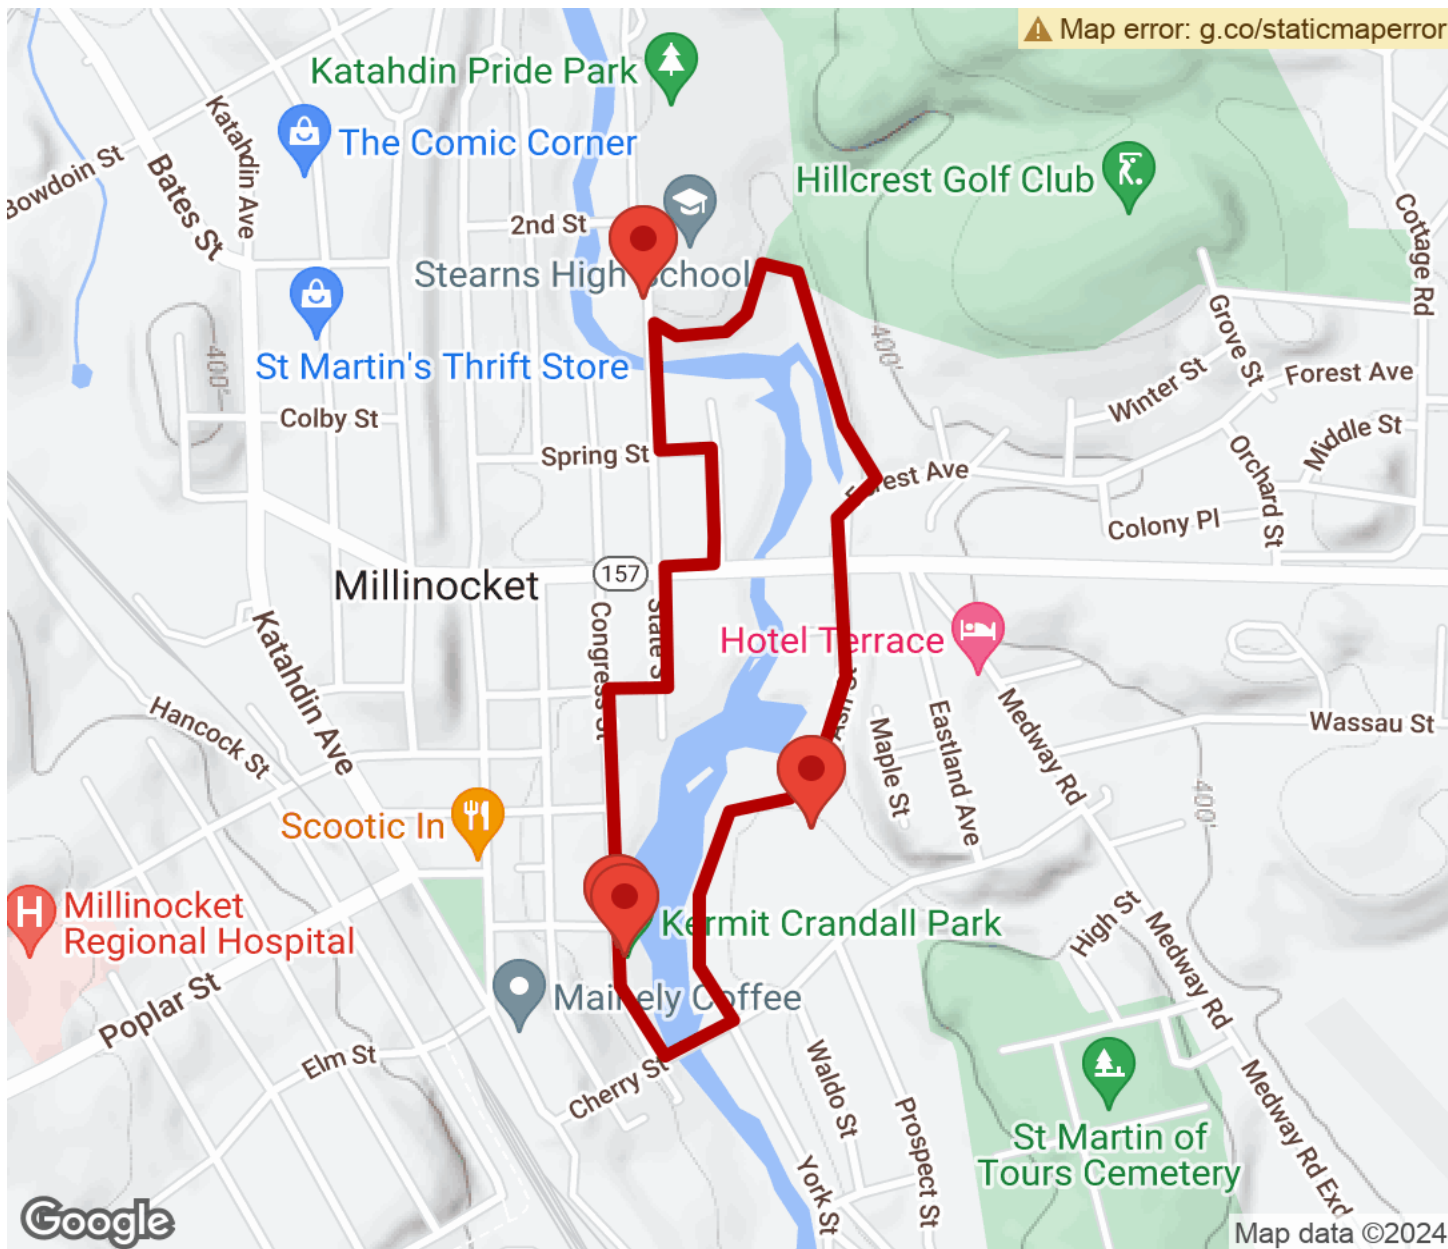 Map error: g.co/staticmaperror
Katahdin Pride Park
The Comic Corner
Katahdin Ave
Bowdoin St
Bates St
Hillcrest Golf Club
Cottage Rd
2nd St
Stearns High School
St Martin's Thrift Store
400'
400'
Grove St
Winter St
Forest Ave
Colby St
Spring St
Middle St
Orchard St
Forest Ave
Colony Pl
157
Millinocket
Congress St
State S
Katahdin Ave
Hotel Terrace
Hancock St
Ash St
Maple St
Eastland Ave
Medway Rd
Wassau St
400'
Scootic In
Millinocket
Regional Hospital
Kermit Crandall Park
High St
Medway Rd
Poplar St
Mainely Coffee
Elm St
Cherry St
Waldo St
Prospect St
York St
St Martin of
Tours Cemetery
Medway Rd Exd
Google
Map data ©2024